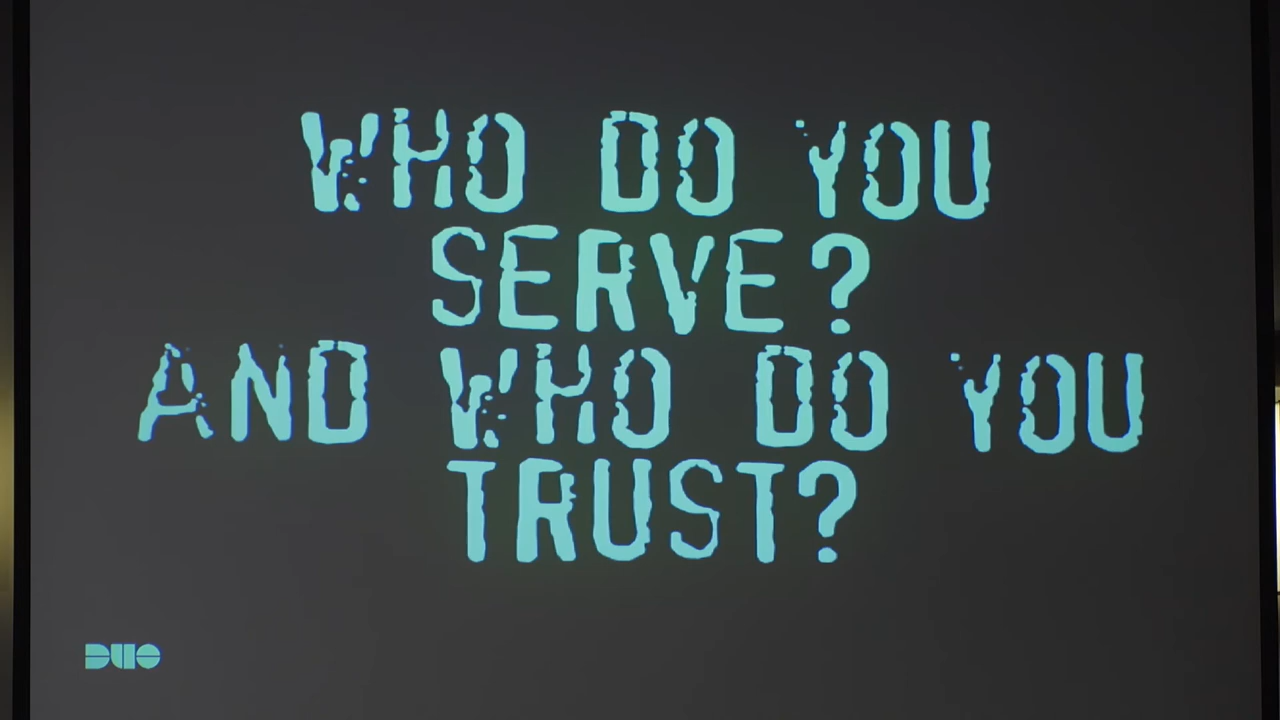 WHO DO YOU
SERVE?
AND WHO DO YOU
TRUST?
DUO